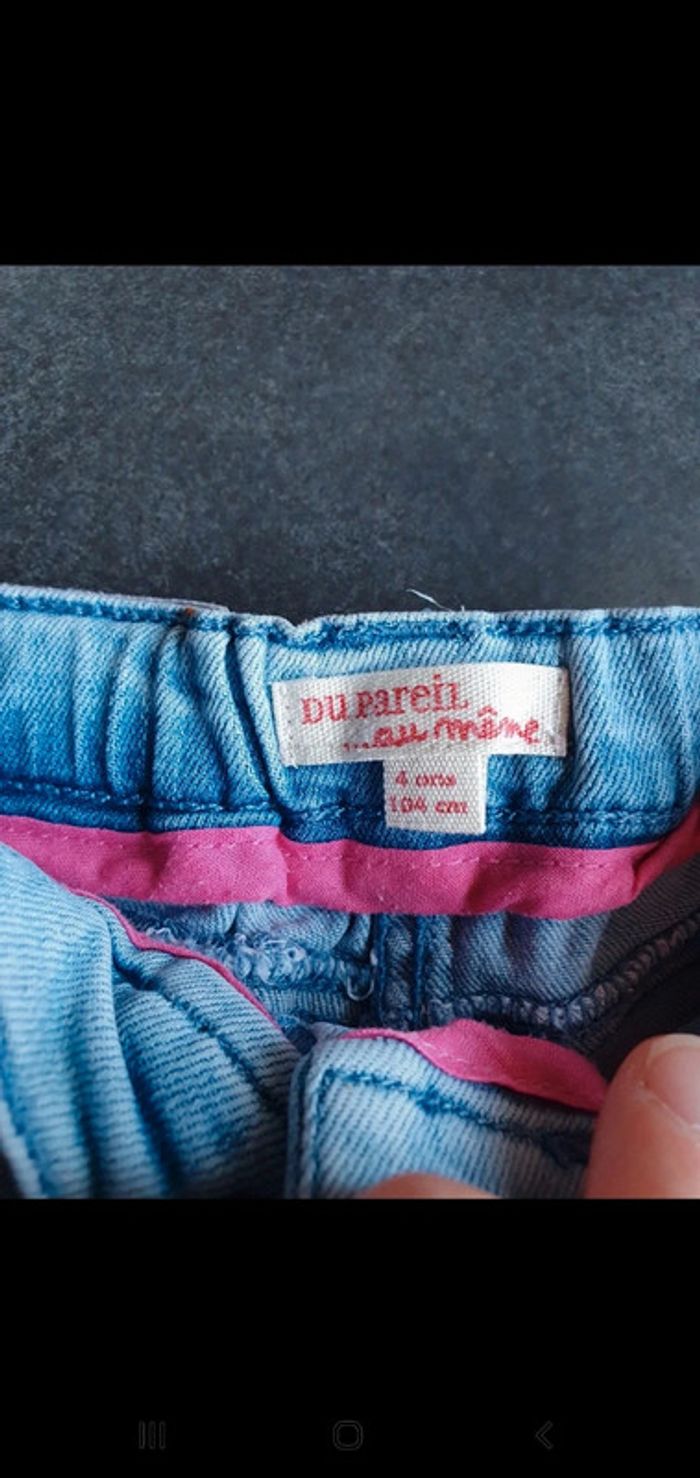 Du Pareil
...au même
4 ans
104 cm